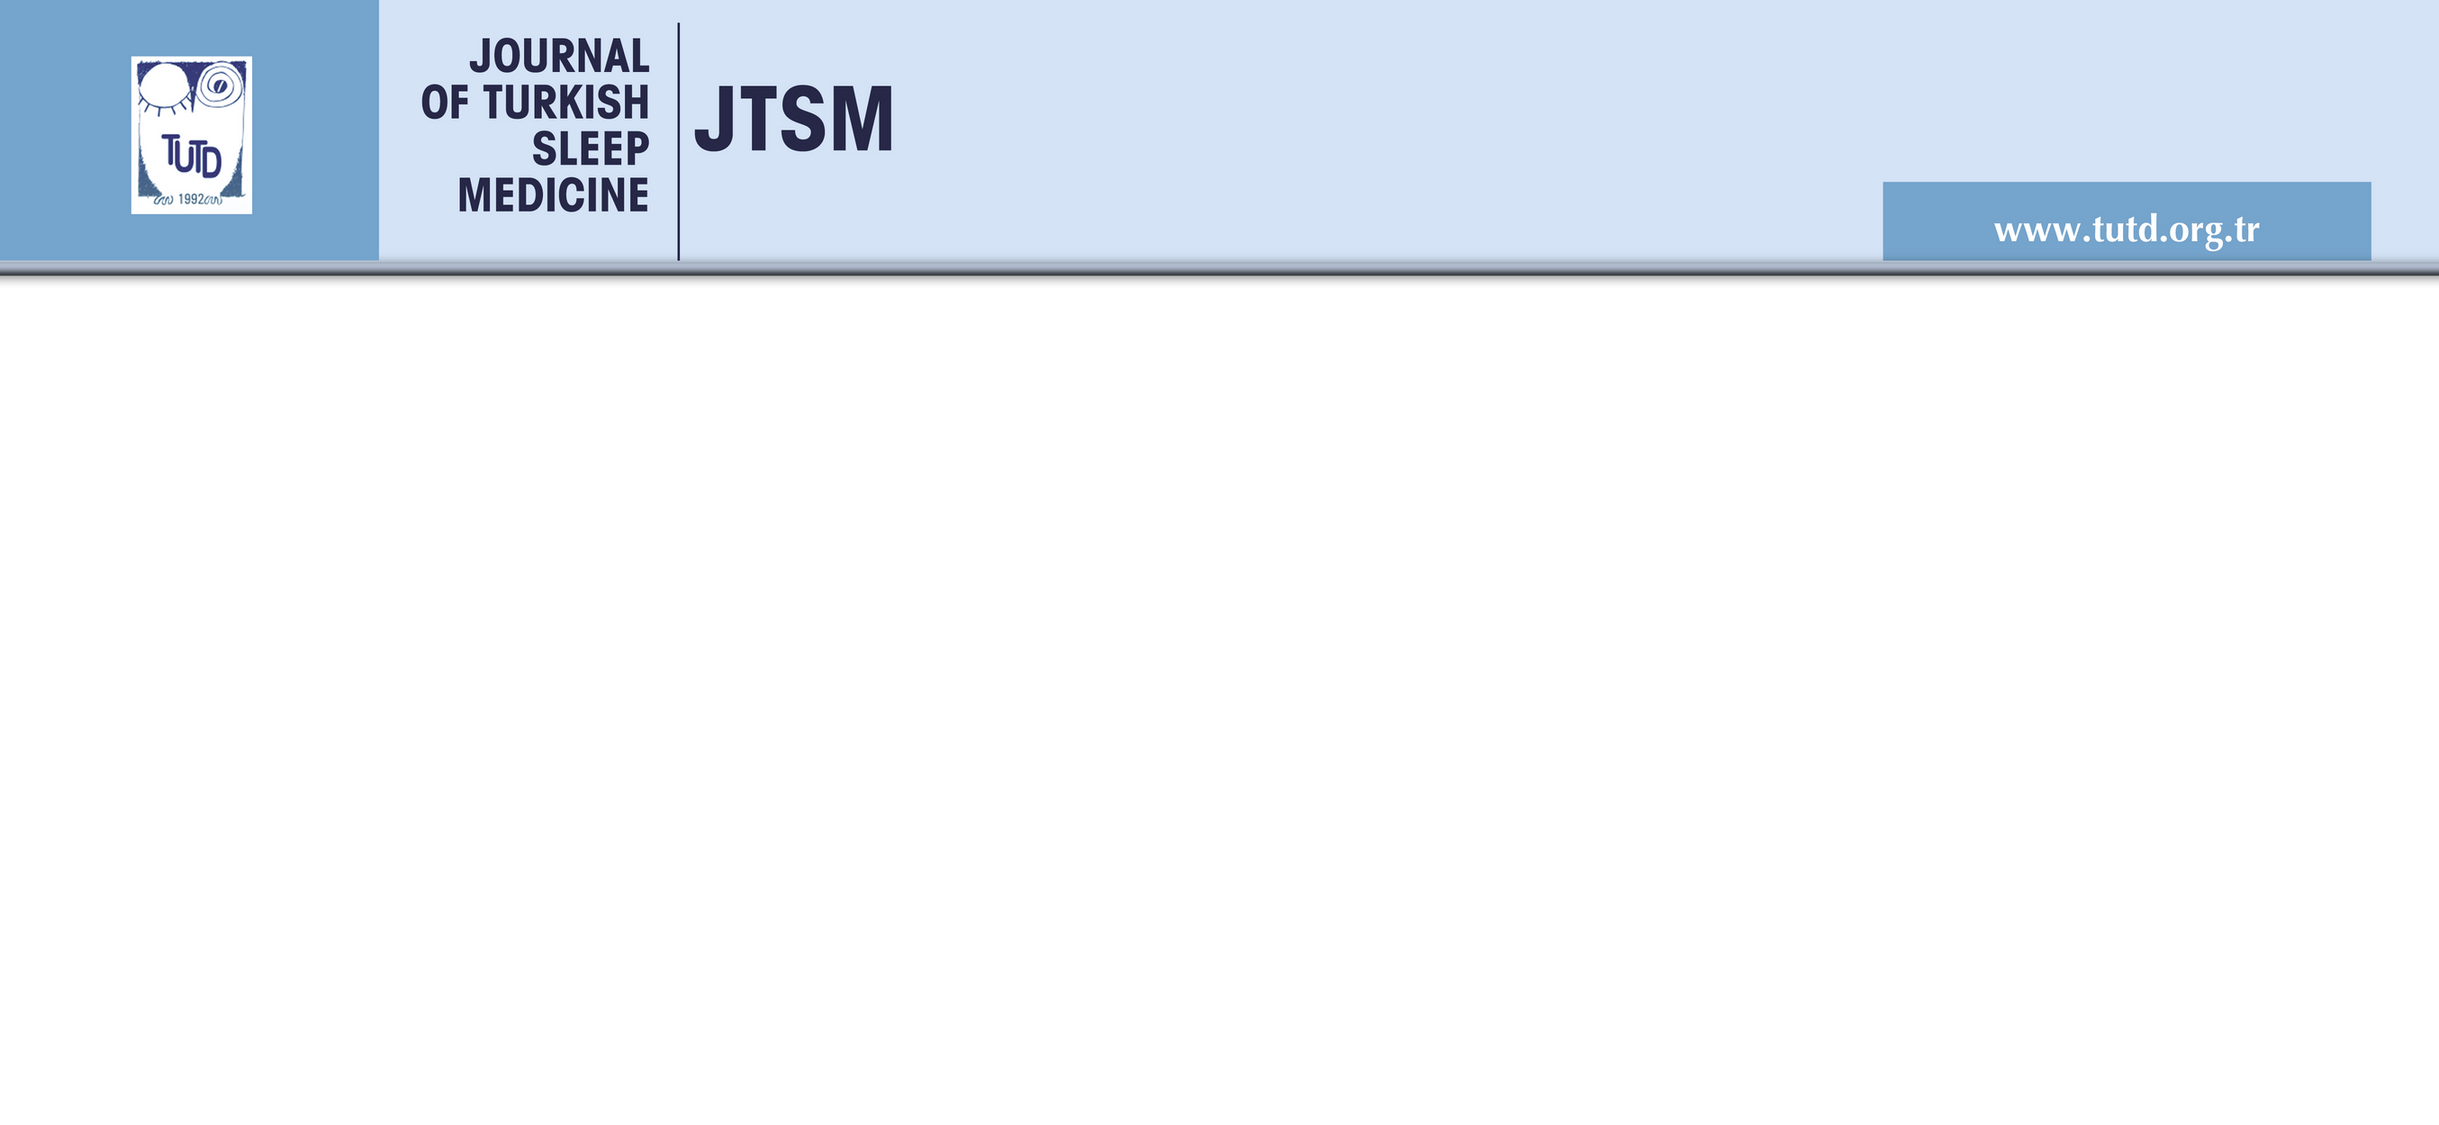 TUTD
1992
JOURNAL
OF TURKISH
SLEEP
MEDICINE
JTSM
www.tutd.org.tr